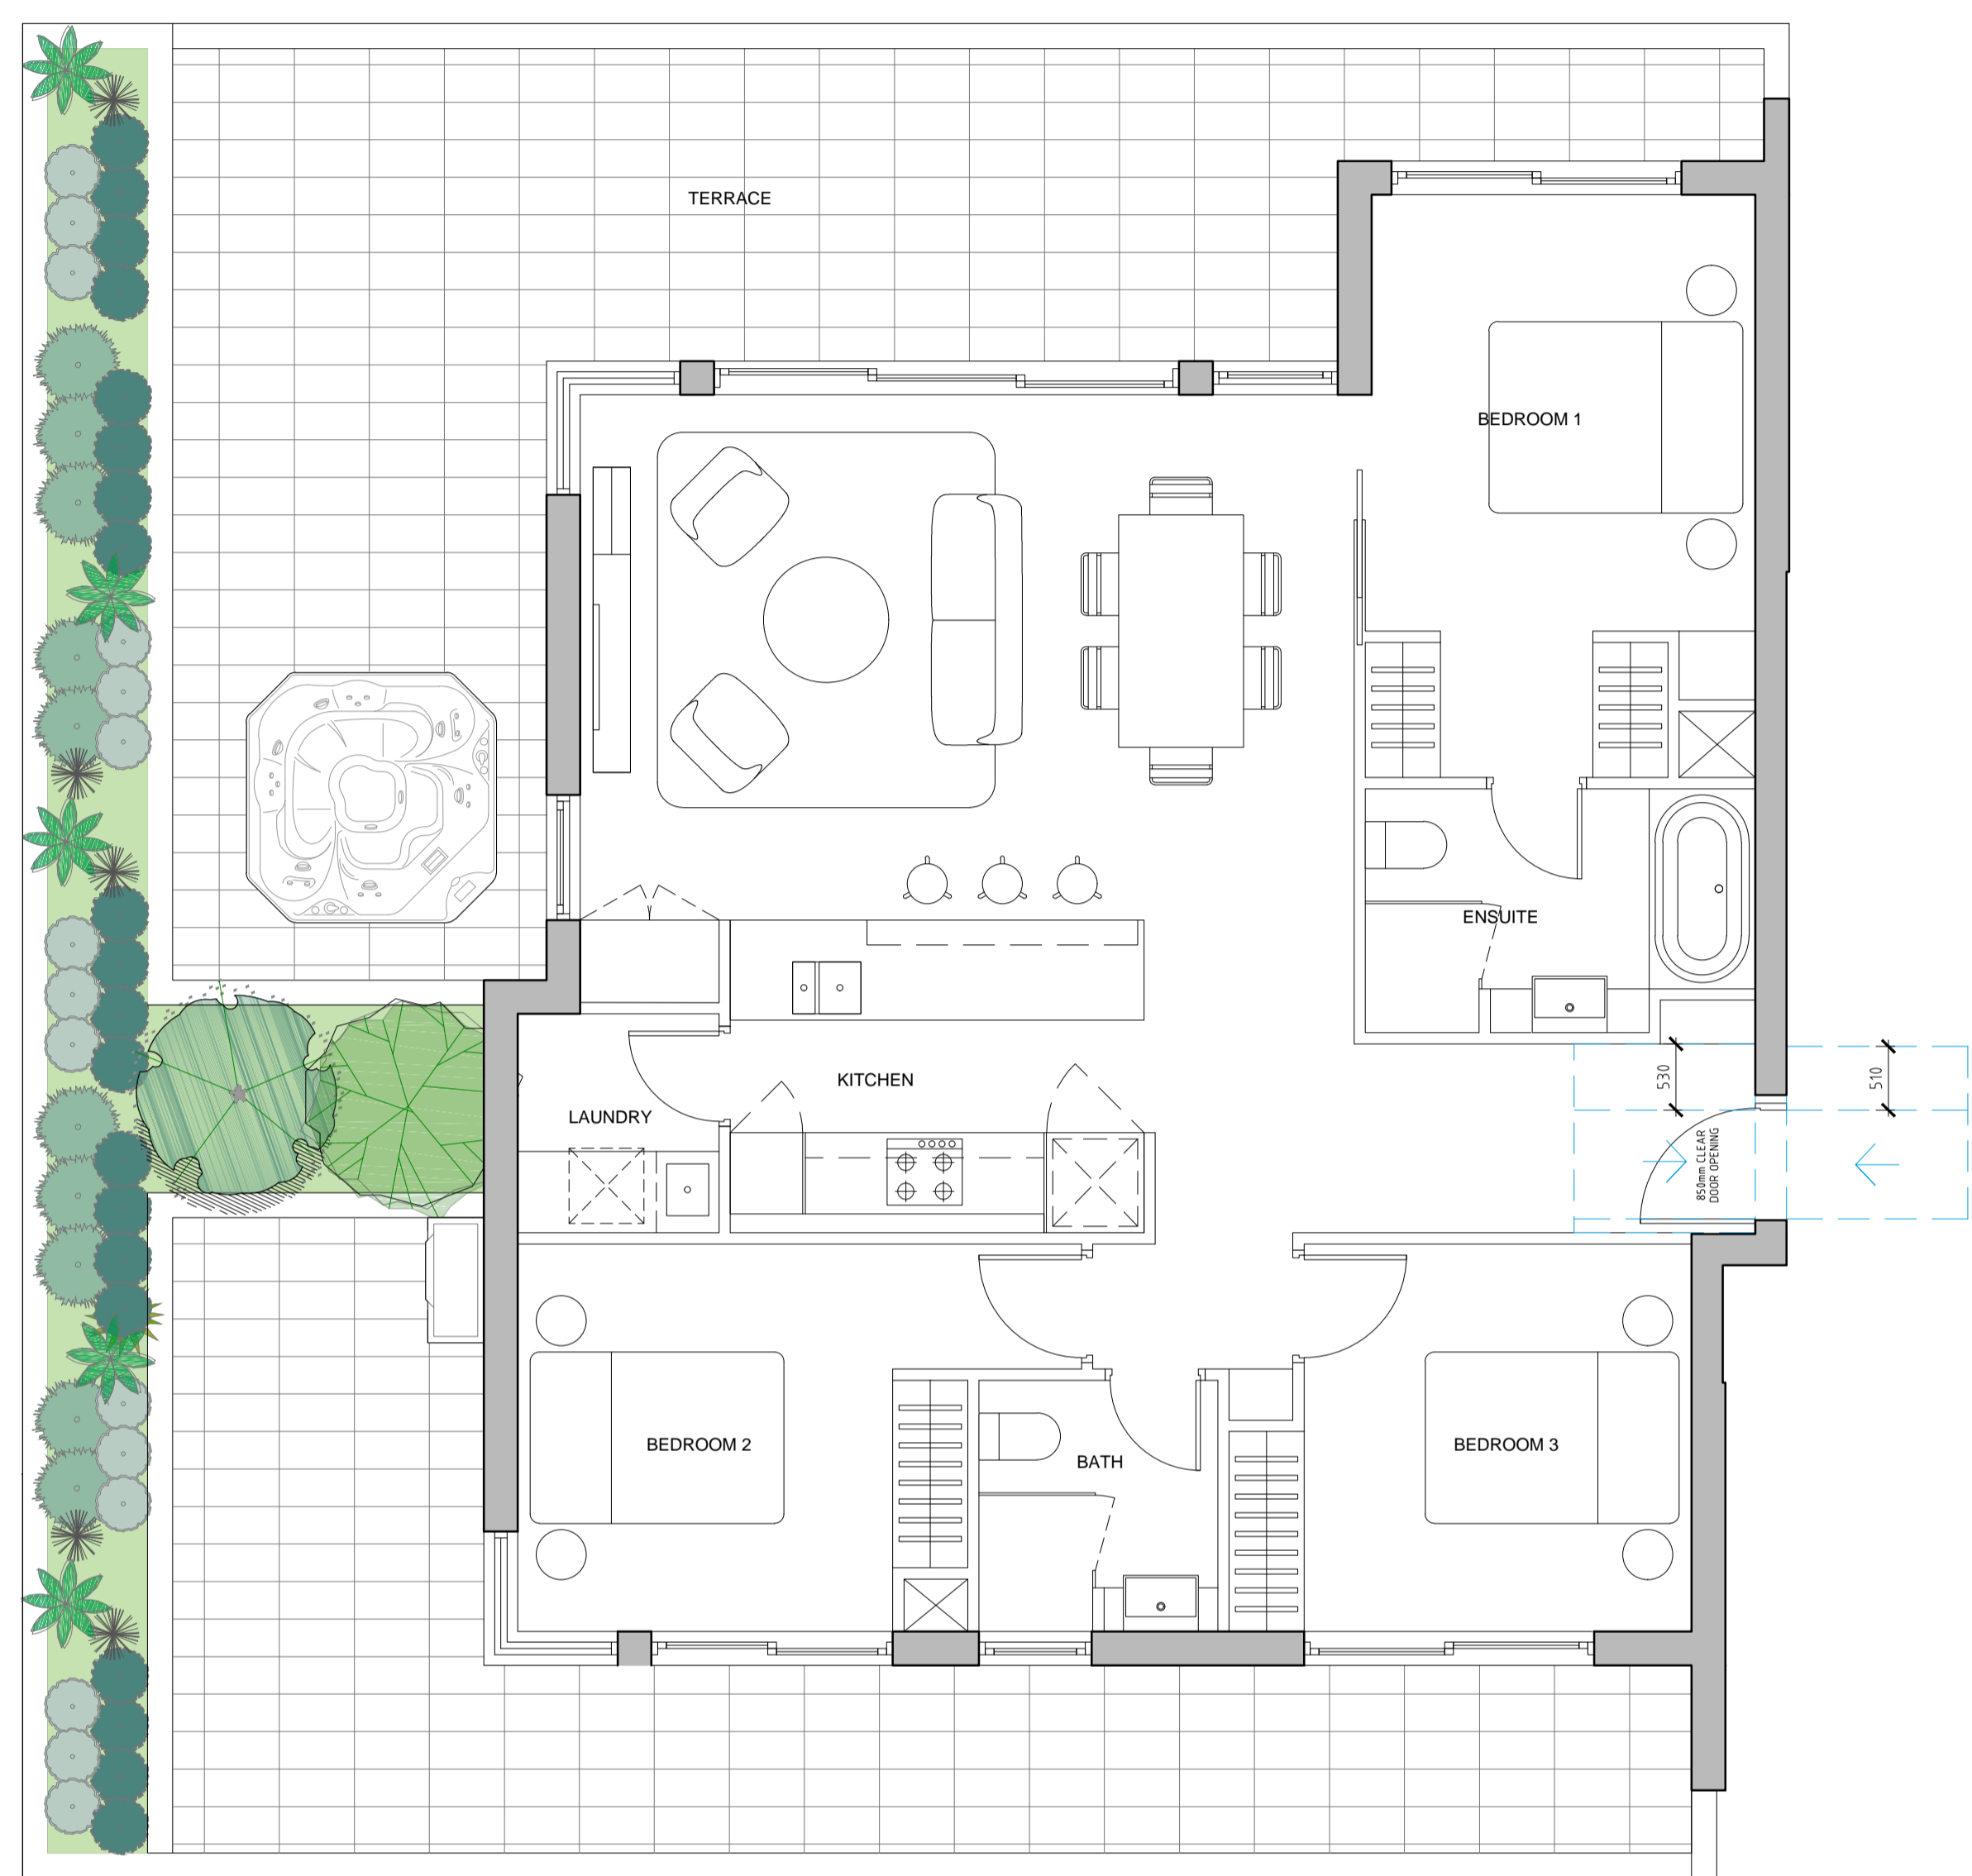 TERRACE
BEDROOM 1
ENSUITE
KITCHEN
LAUNDRY
530
510
850mm CLEAR
DOOR OPENING
BEDROOM 2
BATH
BEDROOM 3